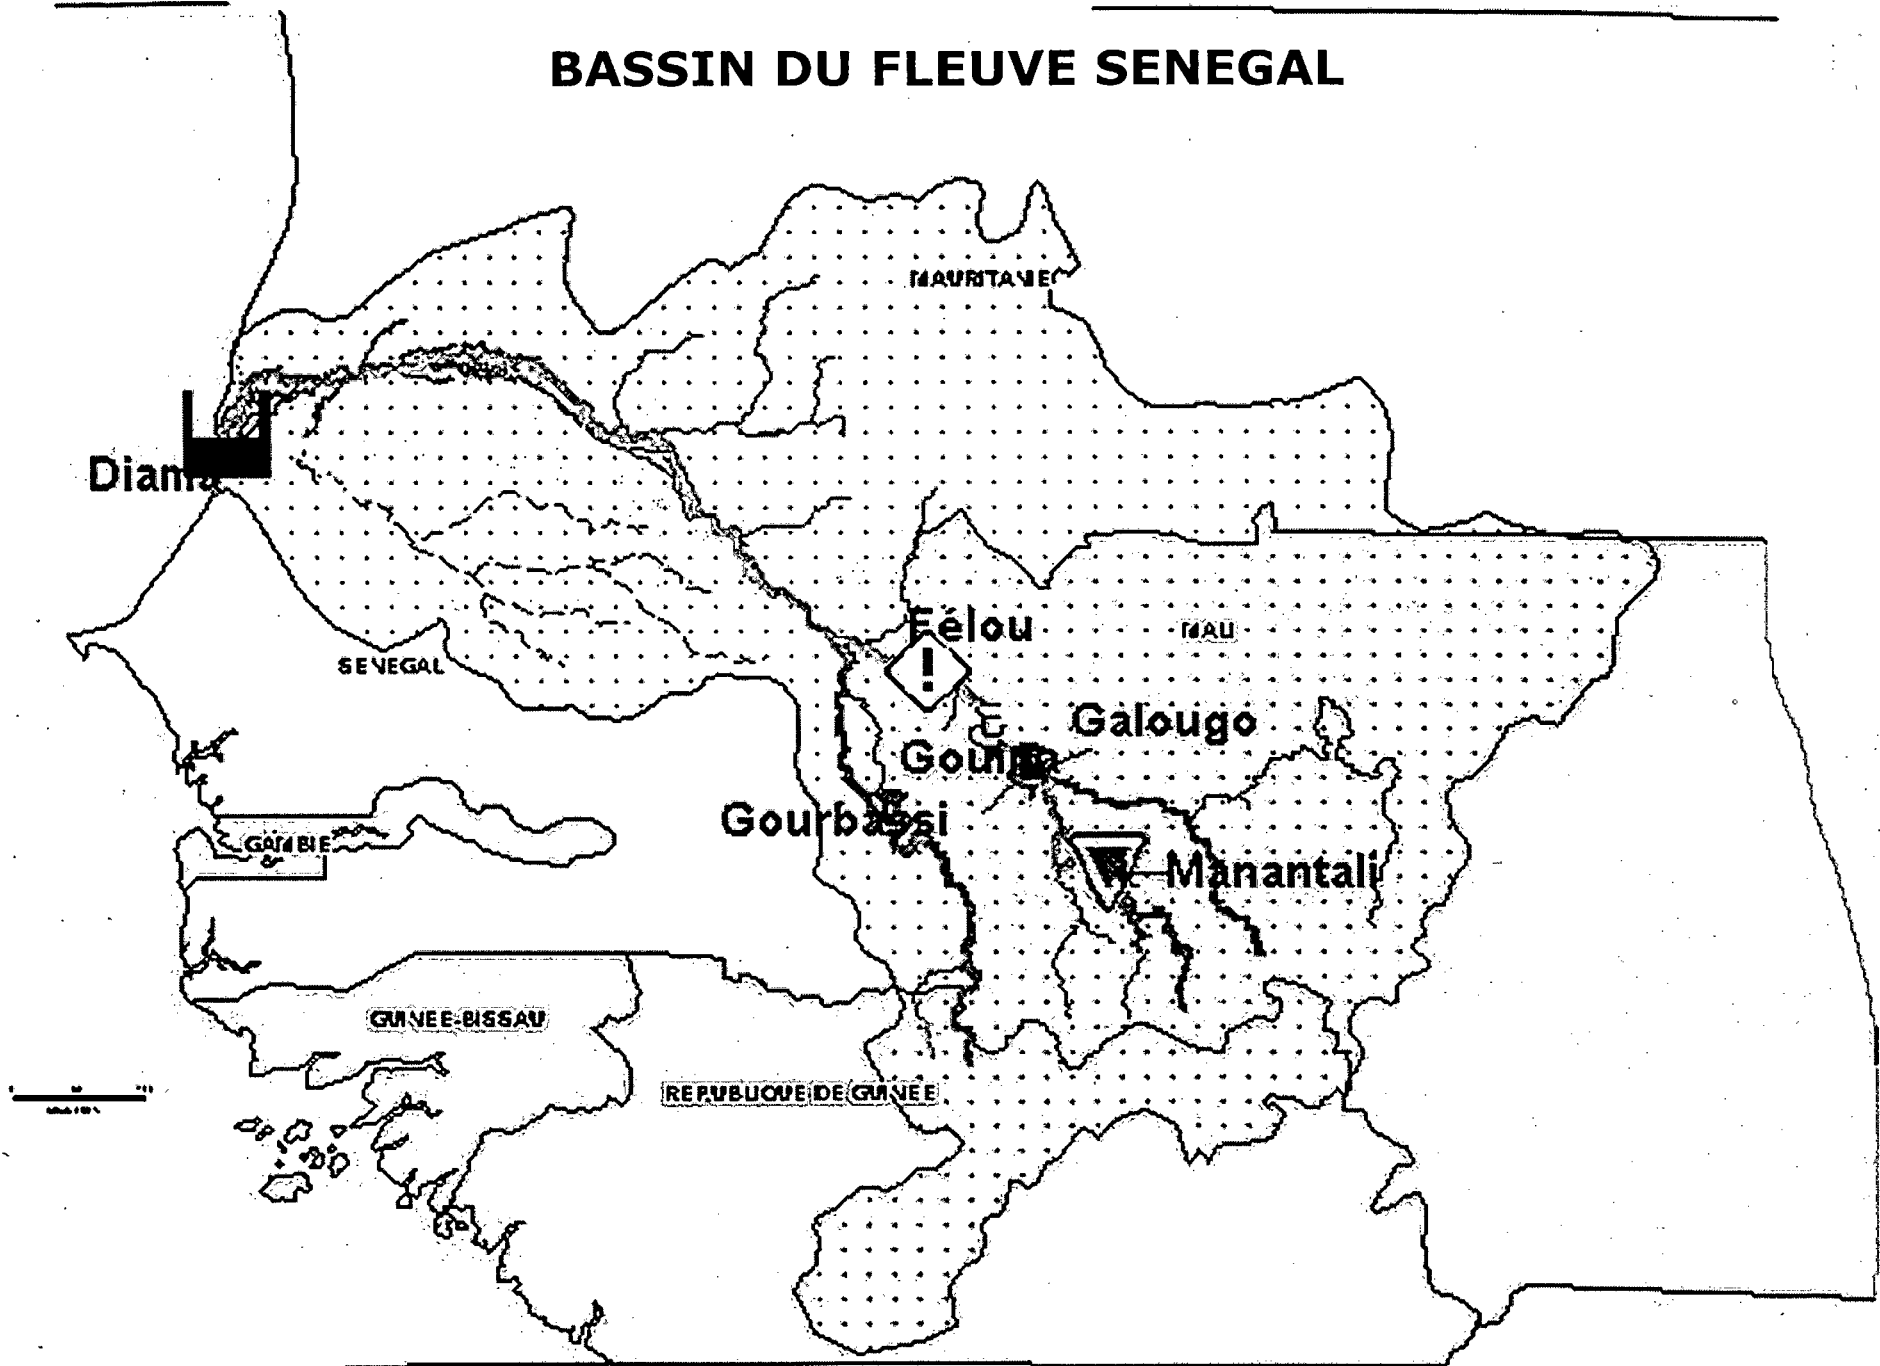 BASSIN DU FLEUVE SENEGAL
MAURITANIE
Diama
Félou
MALI
SENEGAL
Galougo
Gouina
Gourbassi
GAMBIE
Manantali
GUINEE-BISSAU
REPUBLIQUE DE GUINEE